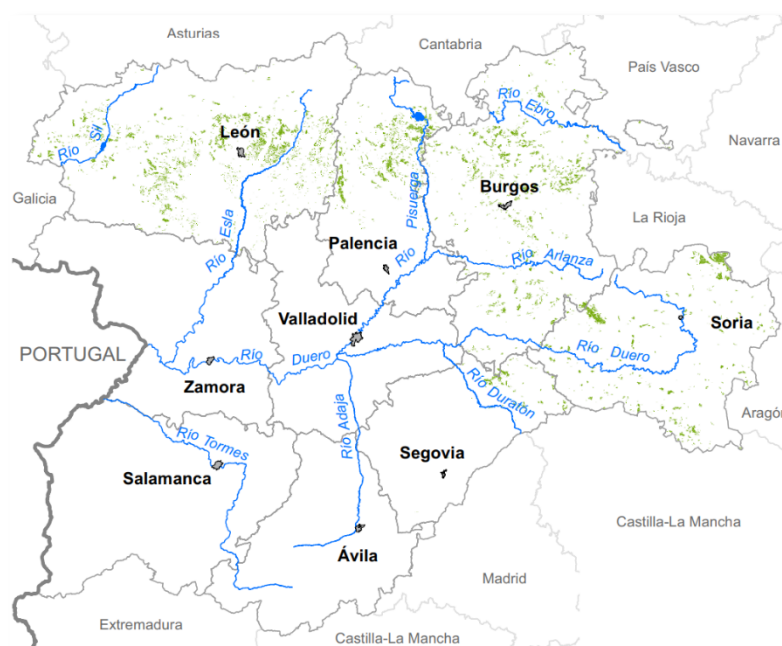 Asturias
Cantabria
País Vasco
Río Ebro
Navarra
Río Sil
León
Galicia
Burgos
La Rioja
Río Esla
Palencia
Río Pisuerga
Río Arlanza
Valladolid
Soria
PORTUGAL
Río Duero
Río Duero
Zamora
Río Duratón
Aragón
Río Adaja
Río Tormes
Segovia
Salamanca
Castilla-La Mancha
Ávila
Madrid
Extremadura
Castilla-La Mancha